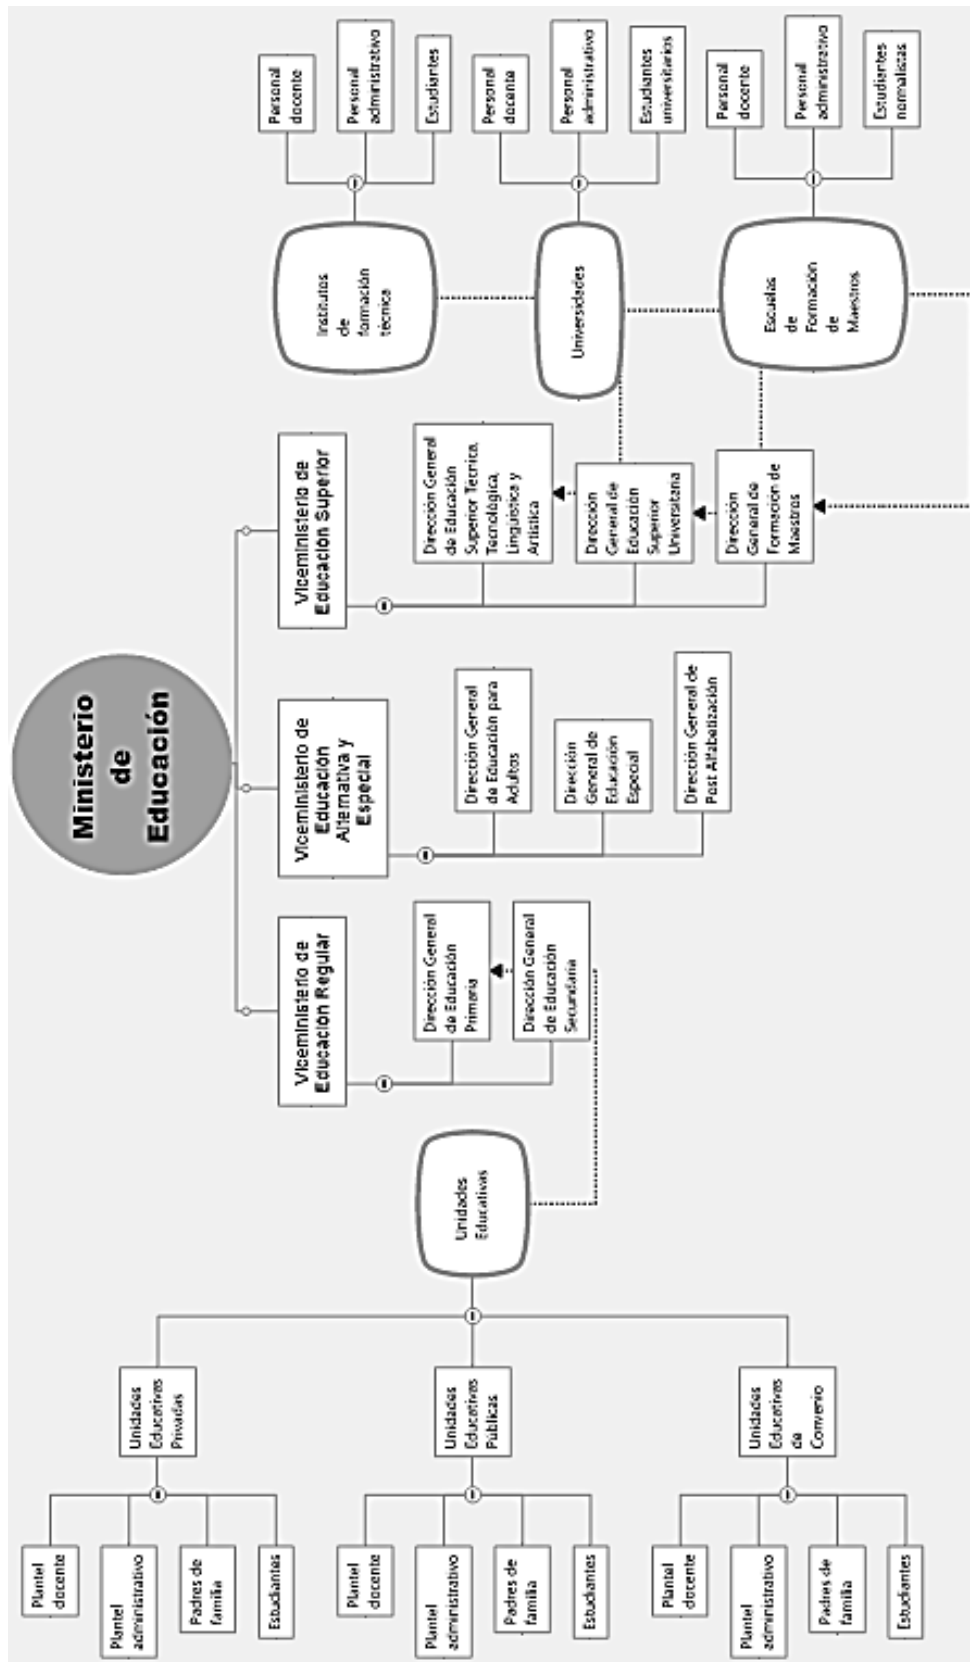 Ministerio
de
Educación
Viceministerio de
Educación Regular
Viceministerio de
Educación
Alternativa y
Especial
Viceministerio de
Educación Superior
Dirección General
de Educación
Primaria
Dirección General
de Educación
Secundaria
Dirección General
de Educación para
Adultos
Dirección
General de
Educación
Especial
Dirección General de
Post Alfabetización
Dirección General
de Educación
Superior Tecnica,
Tecnológica,
Lingüística y
Artística
Dirección
General de
Educación
Superior
Universitaria
Dirección
General de
Formación de
Maestros
Unidades
Educativas
Unidades
Educativas
Privadas
Plantel
docente
Plantel
administrativo
Padres de
familia
Estudiantes
Unidades
Educativas
Públicas
Plantel
docente
Plantel
administrativo
Padres de
familia
Estudiantes
Unidades
Educativas
de
Convenio
Plantel
docente
Plantel
administrativo
Padres de
familia
Estudiantes
Institutos
de
formación
técnica
Personal
docente
Personal
administrativo
Estudiantes
Universidades
Personal
docente
Personal
administrativo
Estudiantes
universitarios
Escuelas
de
Formación
de
Maestros
Personal
docente
Personal
administrativo
Estudiantes
normalistas